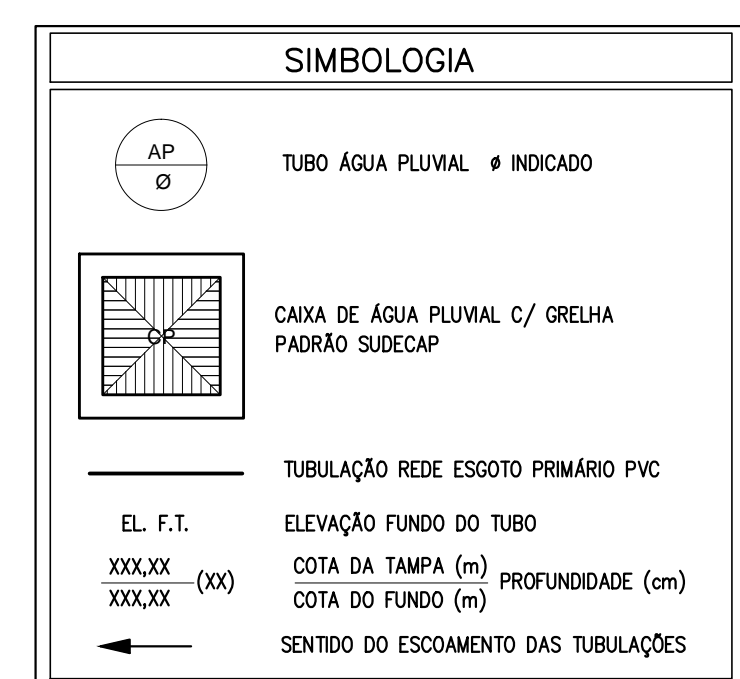 SIMBOLOGIA
AP
Ø
TUBO ÁGUA PLUVIAL ø INDICADO
CP
CAIXA DE ÁGUA PLUVIAL C/ GRELHA
PADRÃO SUDECAP
TUBULAÇÃO REDE ESGOTO PRIMÁRIO PVC
EL. F.T.
ELEVAÇÃO FUNDO DO TUBO
XXX,XX
XXX,XX
(XX)
COTA DA TAMPA (m)
COTA DO FUNDO (m)
PROFUNDIDADE (cm)
SENTIDO DO ESCOAMENTO DAS TUBULAÇÕES